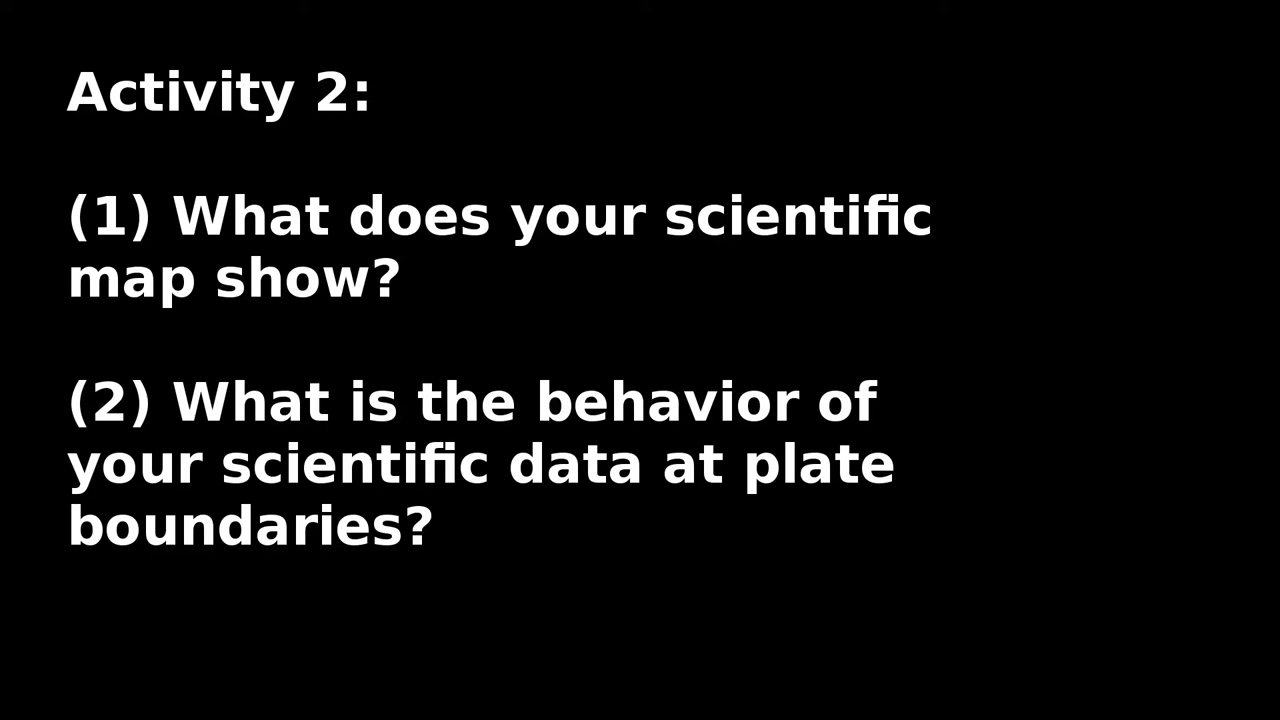 Activity 2:
(1) What does your scientific
map show?
(2) What is the behavior of
your scientific data at plate
boundaries?